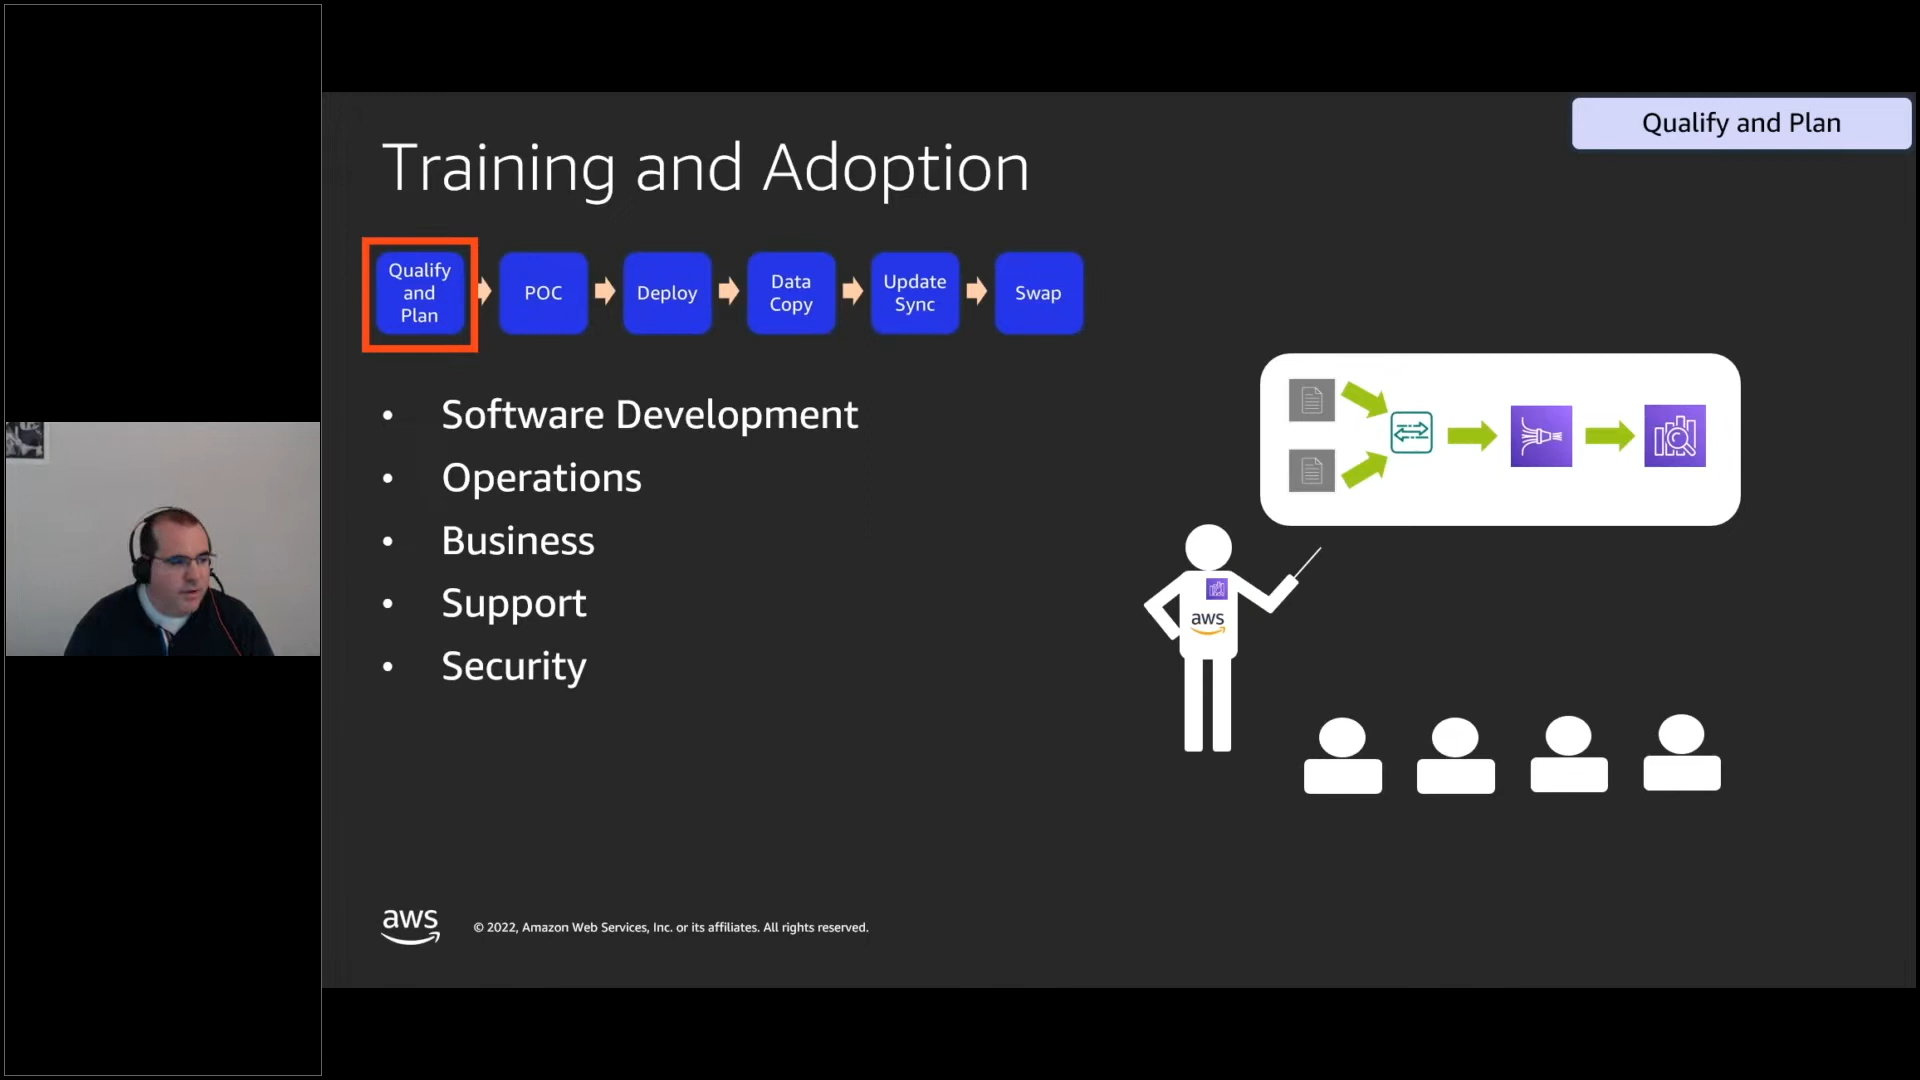 Qualify and Plan
Training and Adoption
Qualify
and
Plan
POC
Deploy
Data
Copy
Update
Sync
Swap
• Software Development
• Operations
• Business
• Support
• Security
aws
aws
© 2022, Amazon Web Services, Inc. or its affiliates. All rights reserved.